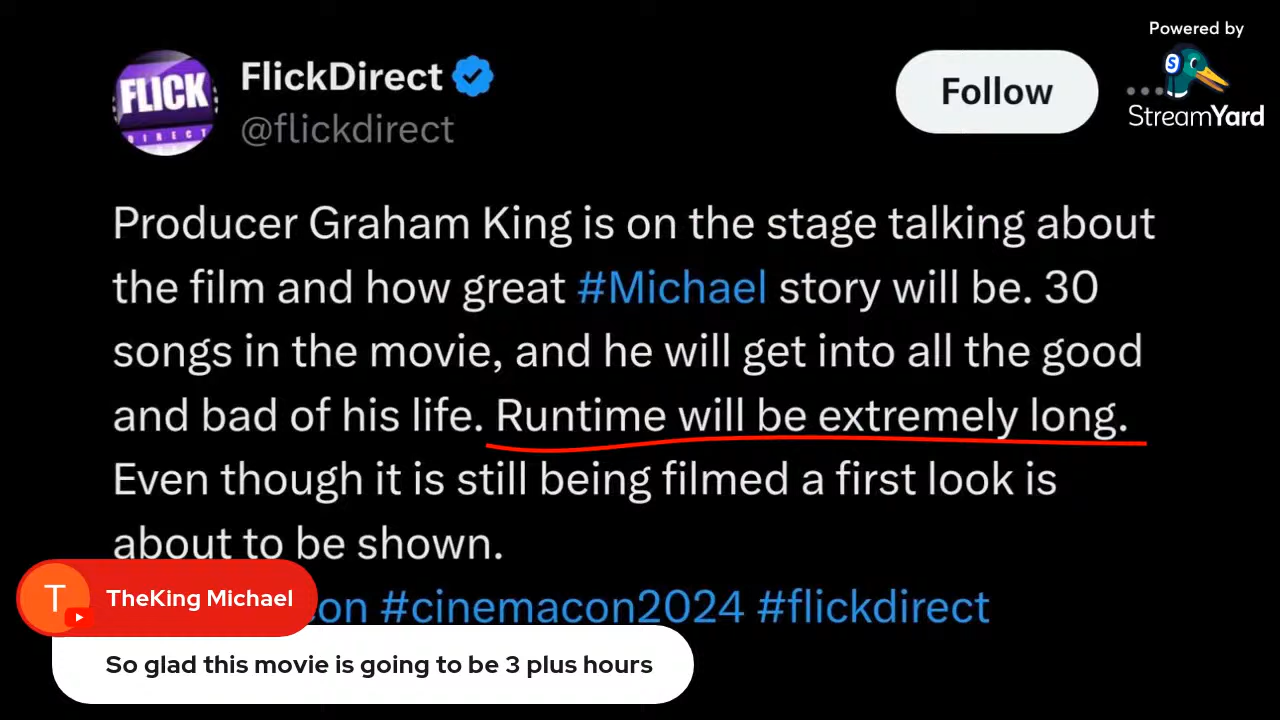 Powered by
StreamYard
FLICK
DIRECT
FlickDirect
@flickdirect
Follow
Producer Graham King is on the stage talking about
the film and how great #Michael story will be. 30
songs in the movie, and he will get into all the good
and bad of his life. Runtime will be extremely long.
Even though it is still being filmed a first look is
about to be shown.
#cinemacon2024 #flickdirect
T
TheKing Michael
So glad this movie is going to be 3 plus hours